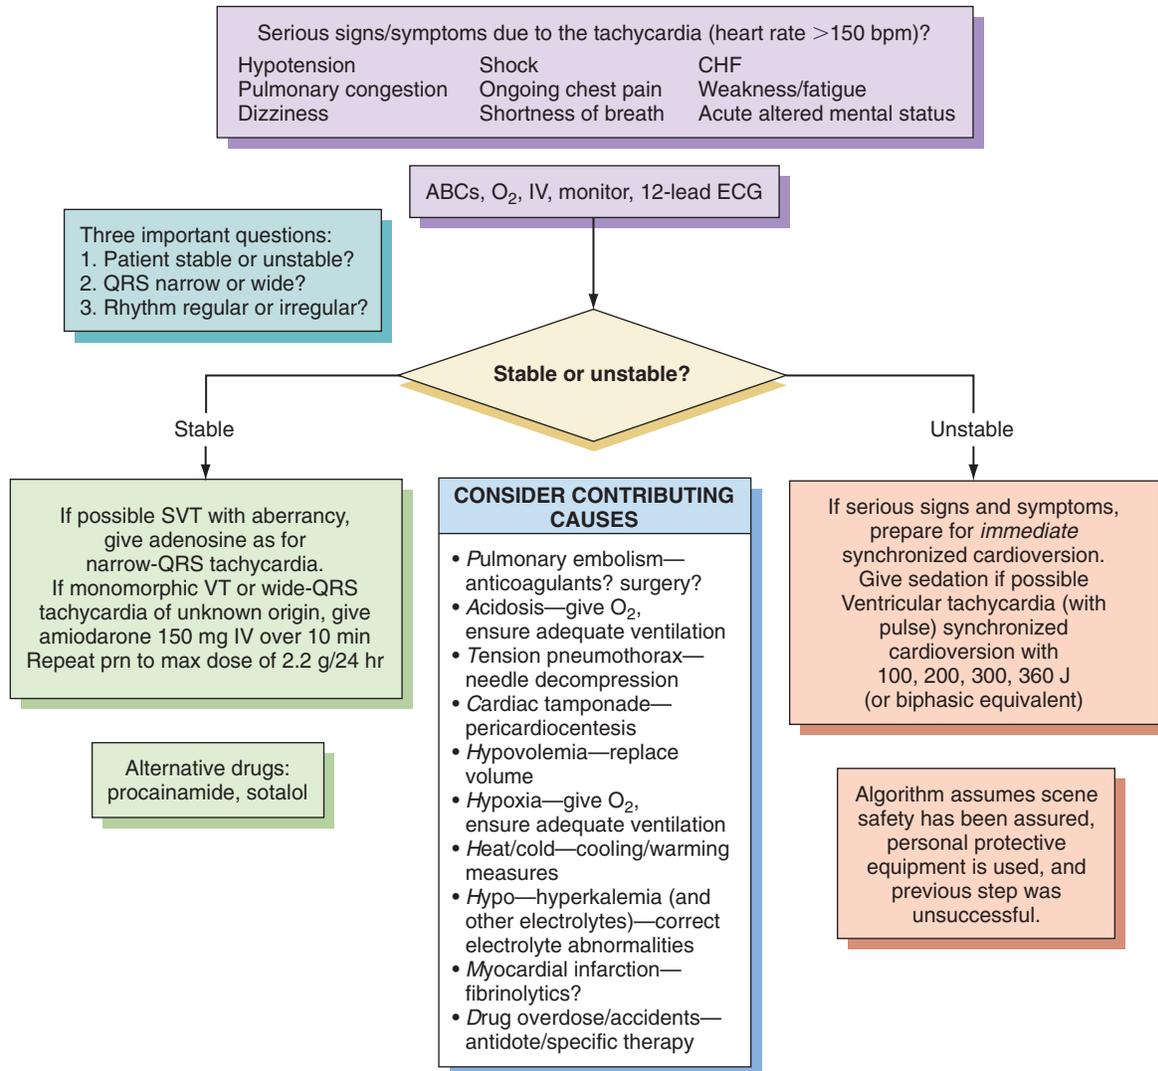 Serious signs/symptoms due to the tachycardia (heart rate >150 bpm)?
Hypotension Shock CHF
Pulmonary congestion Ongoing chest pain Weakness/fatigue
Dizziness Shortness of breath Acute altered mental status
ABCs, O2, IV, monitor, 12-lead ECG
Three important questions:
1. Patient stable or unstable?
2. QRS narrow or wide?
3. Rhythm regular or irregular?
Stable or unstable?
Stable
Unstable
If possible SVT with aberrancy,
give adenosine as for
narrow-QRS tachycardia.
If monomorphic VT or wide-QRS
tachycardia of unknown origin, give
amiodarone 150 mg IV over 10 min
Repeat prn to max dose of 2.2 g/24 hr
Alternative drugs:
procainamide, sotalol
CONSIDER CONTRIBUTING
CAUSES
• Pulmonary embolism—
anticoagulants? surgery?
• Acidosis—give O2,
ensure adequate ventilation
• Tension pneumothorax—
needle decompression
• Cardiac tamponade—
pericardiocentesis
• Hypovolemia—replace
volume
• Hypoxia—give O2,
ensure adequate ventilation
• Heat/cold—cooling/warming
measures
• Hypo—hyperkalemia (and
other electrolytes)—correct
electrolyte abnormalities
• Myocardial infarction—
fibrinolytics?
• Drug overdose/accidents—
antidote/specific therapy
If serious signs and symptoms,
prepare for immediate
synchronized cardioversion.
Give sedation if possible
Ventricular tachycardia (with
pulse) synchronized
cardioversion with
100, 200, 300, 360 J
(or biphasic equivalent)
Algorithm assumes scene
safety has been assured,
personal protective
equipment is used, and
previous step was
unsuccessful.